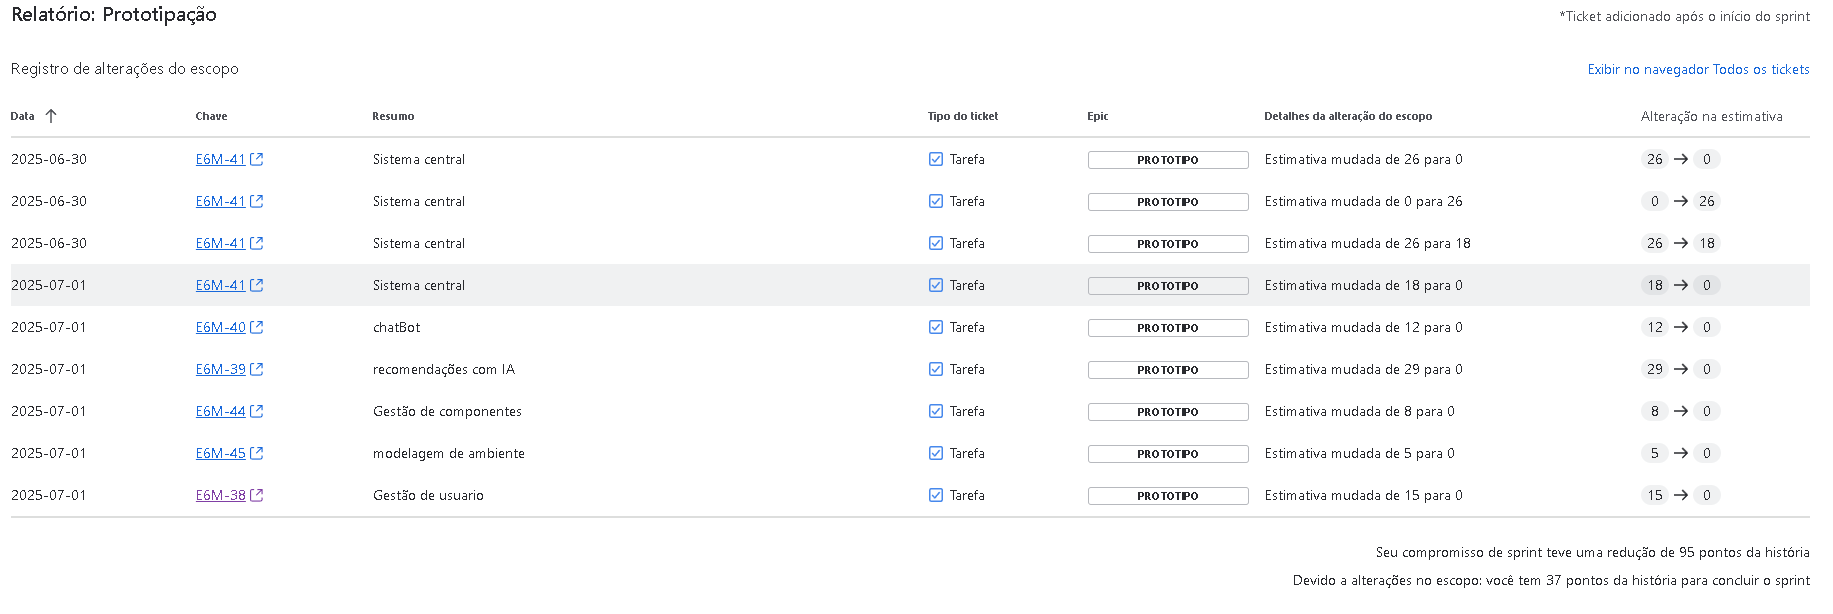 Relatório: Prototipação
*Ticket adicionado após o início do sprint
Registro de alterações do escopo
Exibir no navegador Todos os tickets
Data Chave Resumo Tipo do ticket Epic Detalhes da alteração do escopo Alteração na estimativa
2025-06-30 E6M-41 Sistema central Tarefa PROTOTIPO Estimativa mudada de 26 para 0 26 → 0
2025-06-30 E6M-41 Sistema central Tarefa PROTOTIPO Estimativa mudada de 0 para 26 0 → 26
2025-06-30 E6M-41 Sistema central Tarefa PROTOTIPO Estimativa mudada de 26 para 18 26 → 18
2025-07-01 E6M-41 Sistema central Tarefa PROTOTIPO Estimativa mudada de 18 para 0 18 → 0
2025-07-01 E6M-40 chatBot Tarefa PROTOTIPO Estimativa mudada de 12 para 0 12 → 0
2025-07-01 E6M-39 recomendações com IA Tarefa PROTOTIPO Estimativa mudada de 29 para 0 29 → 0
2025-07-01 E6M-44 Gestão de componentes Tarefa PROTOTIPO Estimativa mudada de 8 para 0 8 → 0
2025-07-01 E6M-45 modelagem de ambiente Tarefa PROTOTIPO Estimativa mudada de 5 para 0 5 → 0
2025-07-01 E6M-38 Gestão de usuario Tarefa PROTOTIPO Estimativa mudada de 15 para 0 15 → 0
Seu compromisso de sprint teve uma redução de 95 pontos da história
Devido a alterações no escopo: você tem 37 pontos da história para concluir o sprint